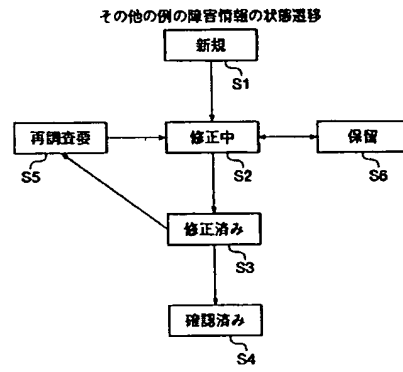 その他の例の障害情報の状態遷移
新規
S1
再調査要
修正中
保留
S5
S2
S6
修正済み
S3
確認済み
S4